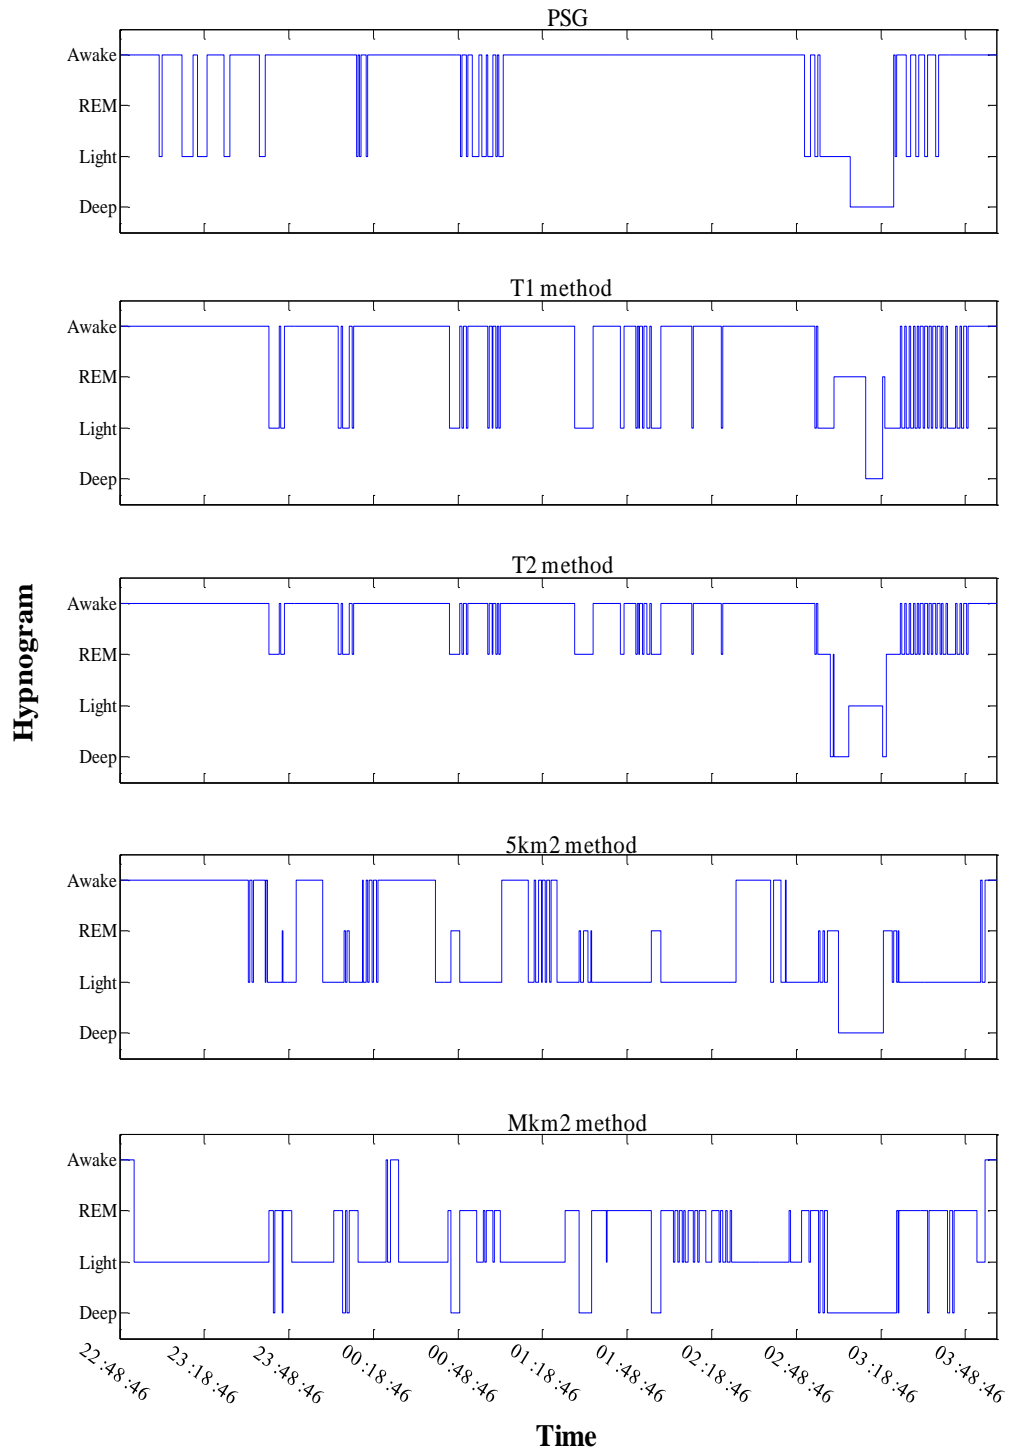 PSG
Awake
REM
Light
Deep
T1 method
Awake
REM
Light
Deep
T2 method
Awake
REM
Light
Deep
Hypnogram
5km2 method
Awake
REM
Light
Deep
Mkm2 method
Awake
REM
Light
Deep
22:48:46 23:18:46 23:48:46 00:18:46 00:48:46 01:18:46 01:48:46 02:18:46 02:48:46 03:18:46 03:48:46
Time